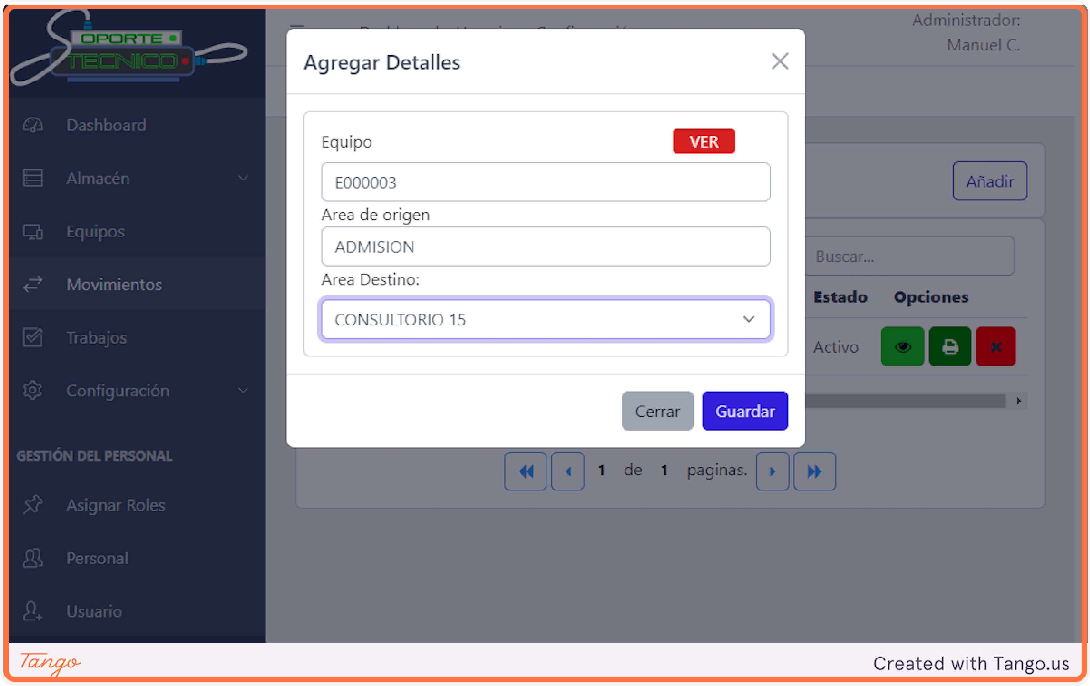 SOPORTE
TECNICO
Administrador:
Manuel C.
Agregar Detalles
Dashboard
Almacén
Equipos
Movimientos
Trabajos
Configuración
GESTIÓN DEL PERSONAL
Asignar Roles
Personal
Usuario
Equipo
VER
E000003
Area de origen
ADMISION
Area Destino:
CONSULTORIO 15
Cerrar
Guardar
Añadir
Buscar...
Estado Opciones
Activo
1 de 1 paginas.
Tango
Created with Tango.us